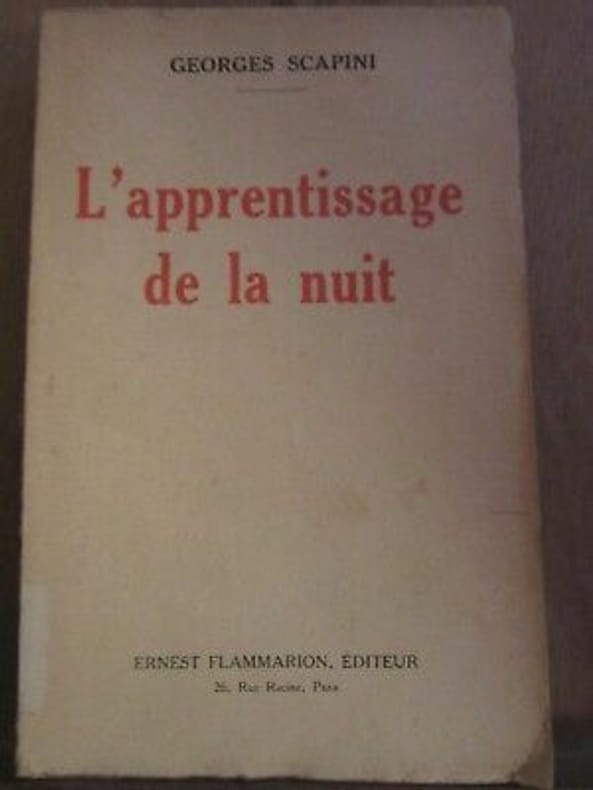 GEORGES SCAPINI
L'apprentissage
de la nuit
ERNEST FLAMMARION, ÉDITEUR
26, Rue Racine, Paris